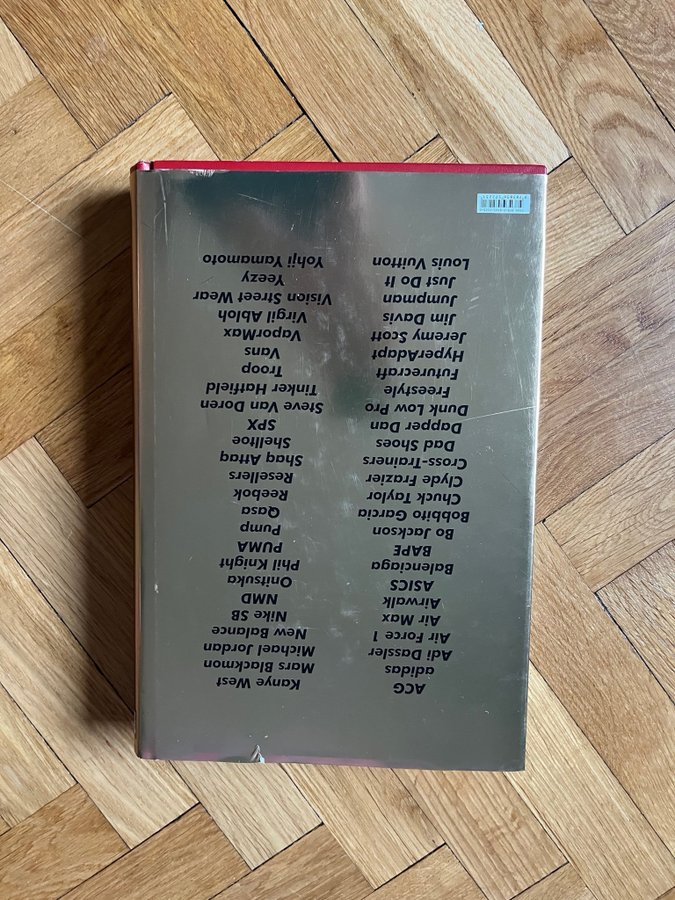 ACG
adidas
Adi Dassler
Air Force 1
Air Max
Airwalk
ASICS
Balenciaga
BAPE
Bo Jackson
Bobbito Garcia
Chuck Taylor
Clyde Frazier
Cross-Trainers
Dad Shoes
Dapper Dan
Dunk Low Pro
Freestyle
Futurecraft
HyperAdapt
Jeremy Scott
Jim Davis
Jumpman
Just Do It
Louis Vuitton
Kanye West
Mars Blackmon
Michael Jordan
New Balance
Nike SB
NMD
Onitsuka
Phil Knight
PUMA
Pump
Qasa
Reebok
Resellers
Shaq Attaq
Shelltoe
SPX
Steve Van Doren
Tinker Hatfield
Troop
Vans
VaporMax
Virgil Abloh
Vision Street Wear
Yeezy
Yohji Yamamoto